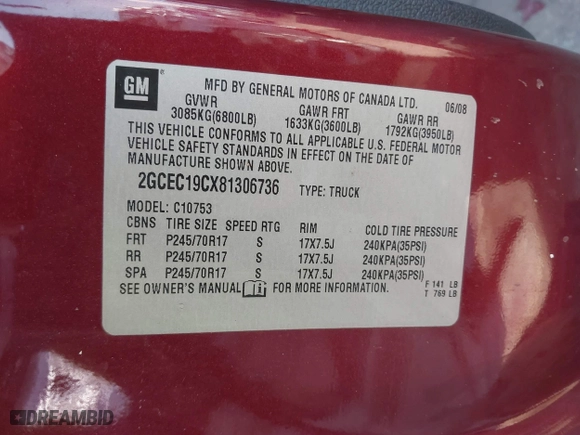 GM
®
MFD BY GENERAL MOTORS OF CANADA LTD.
06/08
GVWR GAWR FRT GAWR RR
3085KG(6800LB) 1633KG(3600LB) 1792KG(3950LB)
THIS VEHICLE CONFORMS TO ALL APPLICABLE U.S. FEDERAL MOTOR
VEHICLE SAFETY STANDARDS IN EFFECT ON THE DATE OF
MANUFACTURE SHOWN ABOVE.
2GCEC19CX81306736 TYPE: TRUCK
MODEL: C10753
CBNS TIRE SIZE SPEED RTG RIM COLD TIRE PRESSURE
FRT P245/70R17 S 17X7.5J 240KPA(35PSI)
RR P245/70R17 S 17X7.5J 240KPA(35PSI)
SPA P245/70R17 S 17X7.5J 240KPA(35PSI)
SEE OWNER'S MANUAL FOR MORE INFORMATION.
F 141 LB
T 769 LB
DREAMBID